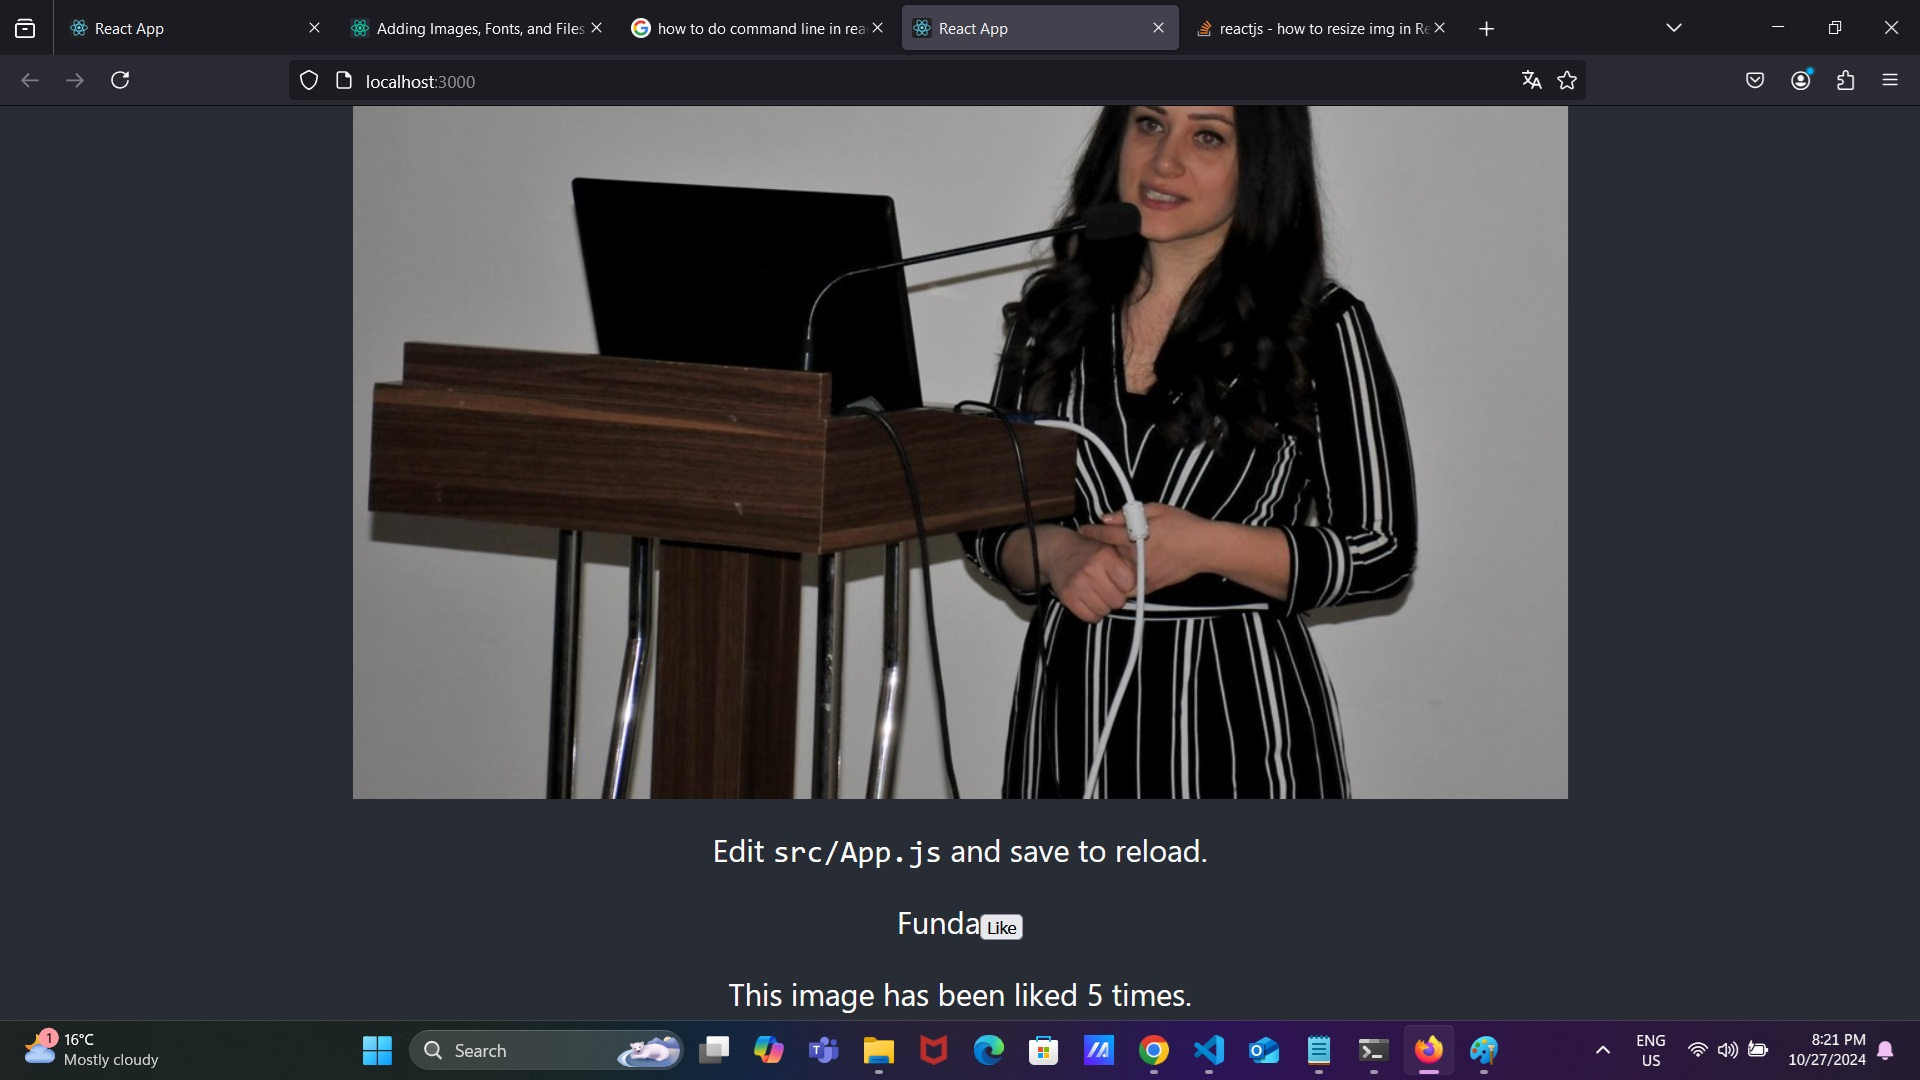 React App
Adding Images, Fonts, and Files
how to do command line in rea
React App
reactjs - how to resize img in Re
localhost:3000
Edit src/App.js and save to reload.
Funda Like
This image has been liked 5 times.
1
16°C
Mostly cloudy
Search
ENG
US
8:21 PM
10/27/2024